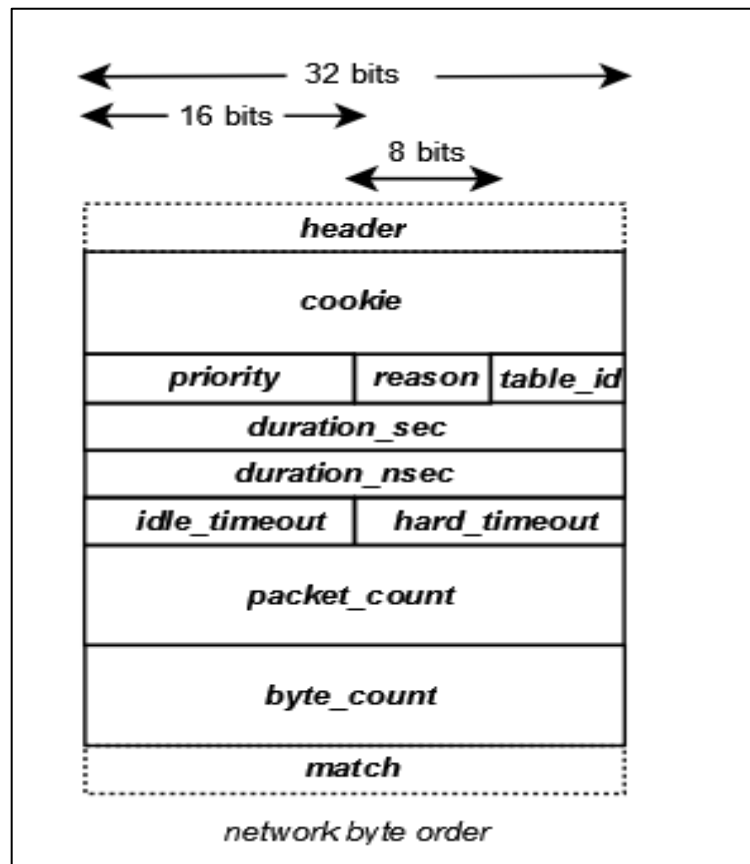 32 bits
16 bits
8 bits
header
cookie
priority reason table_id
duration_sec
duration_nsec
idle_timeout hard_timeout
packet_count
byte_count
match
network byte order